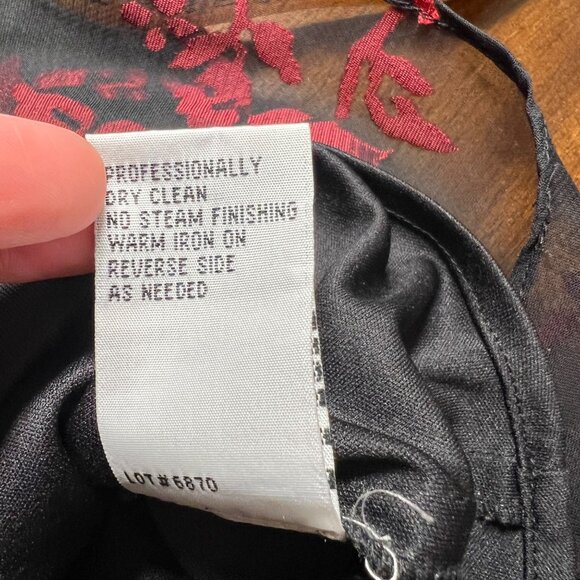 PROFESSIONALLY
DRY CLEAN
NO STEAM FINISHING
WARM IRON ON
REVERSE SIDE
AS NEEDED
LOT#6870